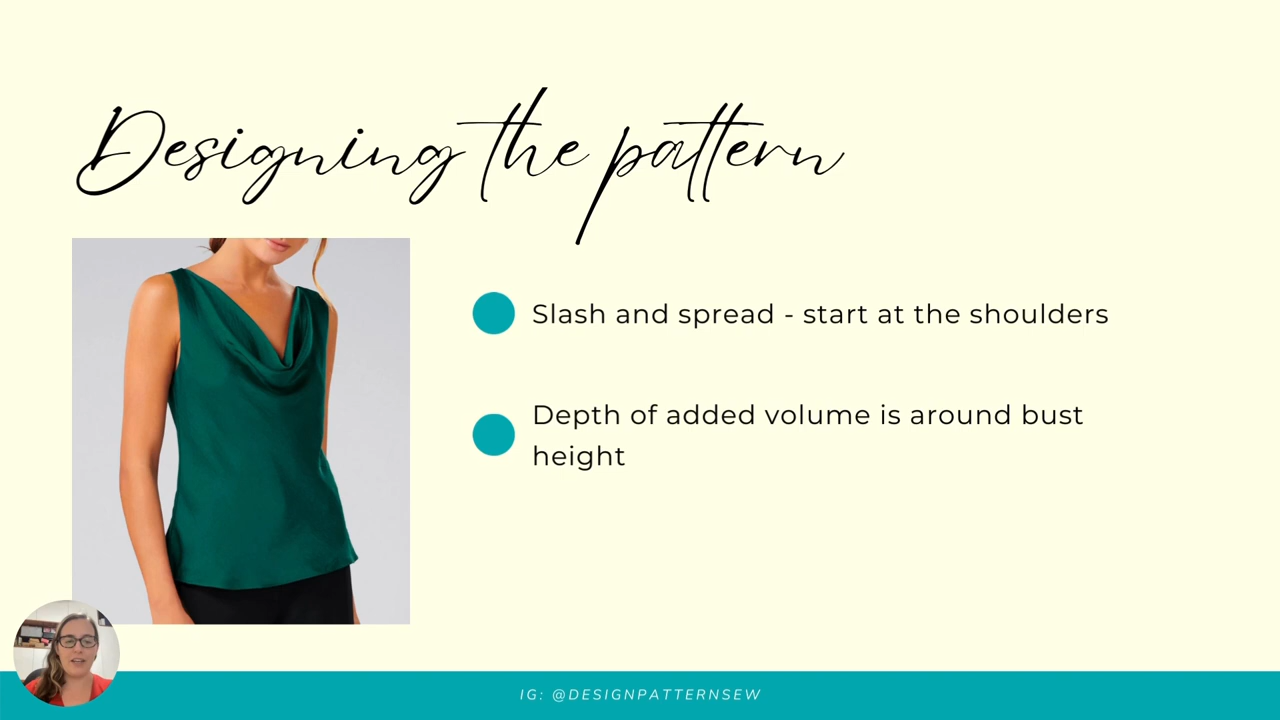 Designing the pattern
Slash and spread - start at the shoulders
Depth of added volume is around bust
height
IG: @DESIGNPATTERNSEW